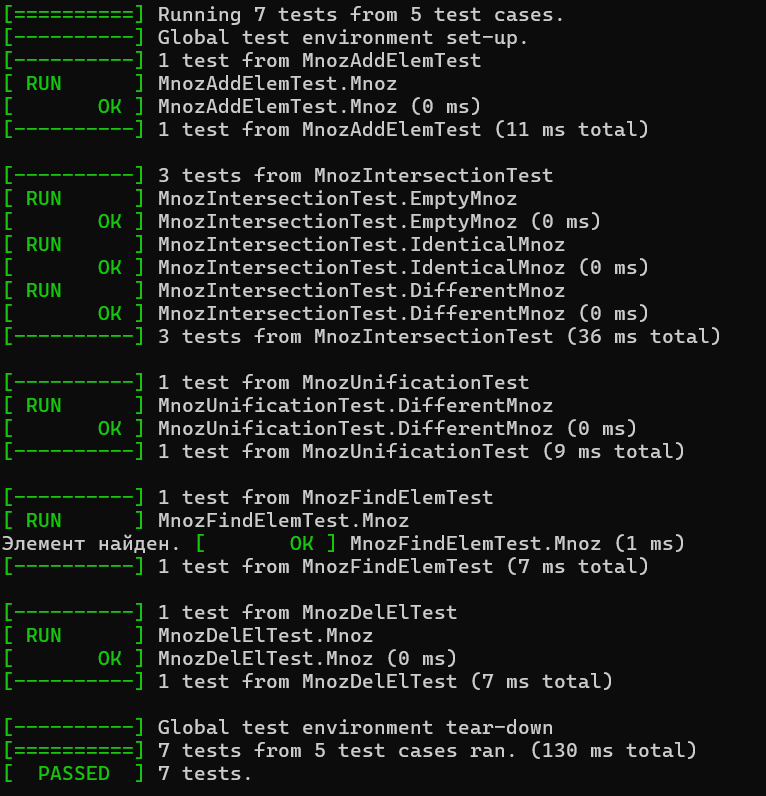 [==========] Running 7 tests from 5 test cases.
[----------] Global test environment set-up.
[----------] 1 test from MnozAddElemTest
[ RUN      ] MnozAddElemTest.Mnoz
[       OK ] MnozAddElemTest.Mnoz (0 ms)
[----------] 1 test from MnozAddElemTest (11 ms total)

[----------] 3 tests from MnozIntersectionTest
[ RUN      ] MnozIntersectionTest.EmptyMnoz
[       OK ] MnozIntersectionTest.EmptyMnoz (0 ms)
[ RUN      ] MnozIntersectionTest.IdenticalMnoz
[       OK ] MnozIntersectionTest.IdenticalMnoz (0 ms)
[ RUN      ] MnozIntersectionTest.DifferentMnoz
[       OK ] MnozIntersectionTest.DifferentMnoz (0 ms)
[----------] 3 tests from MnozIntersectionTest (36 ms total)

[----------] 1 test from MnozUnificationTest
[ RUN      ] MnozUnificationTest.DifferentMnoz
[       OK ] MnozUnificationTest.DifferentMnoz (0 ms)
[----------] 1 test from MnozUnificationTest (9 ms total)

[----------] 1 test from MnozFindElemTest
[ RUN      ] MnozFindElemTest.Mnoz
Элемент найден. [       OK ] MnozFindElemTest.Mnoz (1 ms)
[----------] 1 test from MnozFindElemTest (7 ms total)

[----------] 1 test from MnozDelElTest
[ RUN      ] MnozDelElTest.Mnoz
[       OK ] MnozDelElTest.Mnoz (0 ms)
[----------] 1 test from MnozDelElTest (7 ms total)

[----------] Global test environment tear-down
[==========] 7 tests from 5 test cases ran. (130 ms total)
[  PASSED  ] 7 tests.